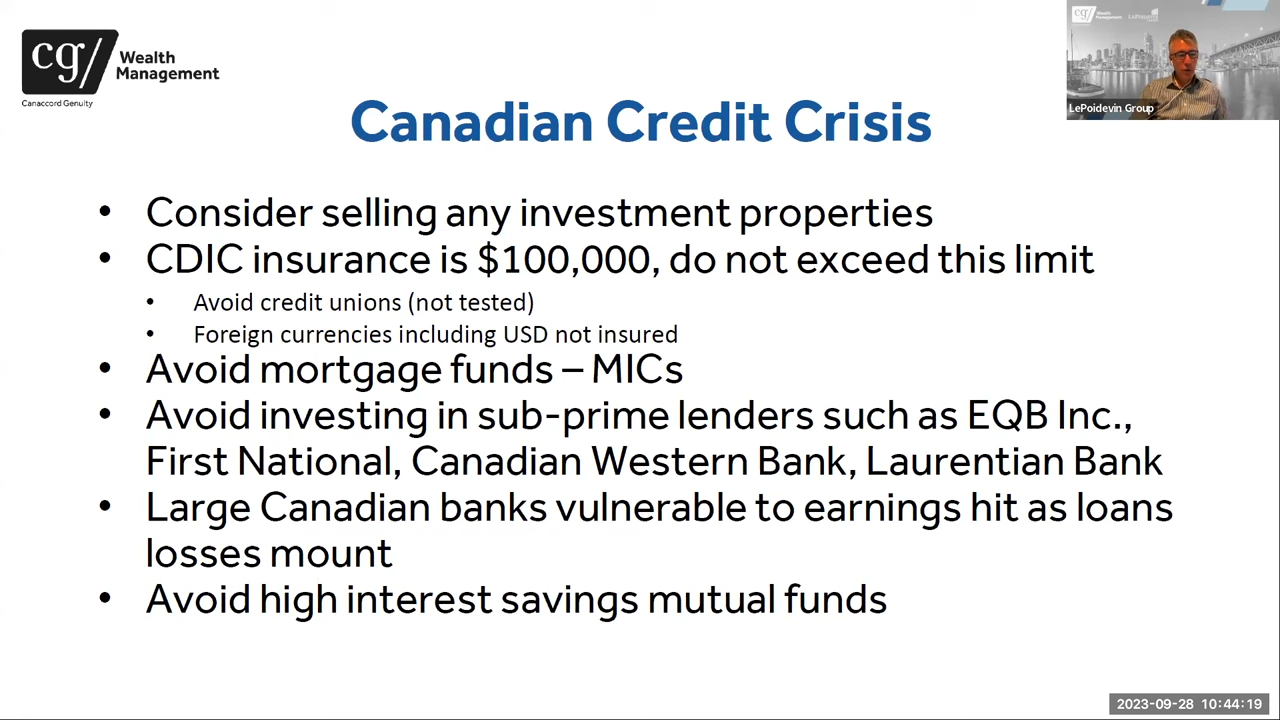 cg/ Wealth
Management
Canaccord Genuity
LePoidevin Group
Canadian Credit Crisis
• Consider selling any investment properties
• CDIC insurance is $100,000, do not exceed this limit
• Avoid credit unions (not tested)
• Foreign currencies including USD not insured
• Avoid mortgage funds – MICs
• Avoid investing in sub-prime lenders such as EQB Inc.,
First National, Canadian Western Bank, Laurentian Bank
• Large Canadian banks vulnerable to earnings hit as loans
losses mount
• Avoid high interest savings mutual funds
2023-09-28 10:44:19